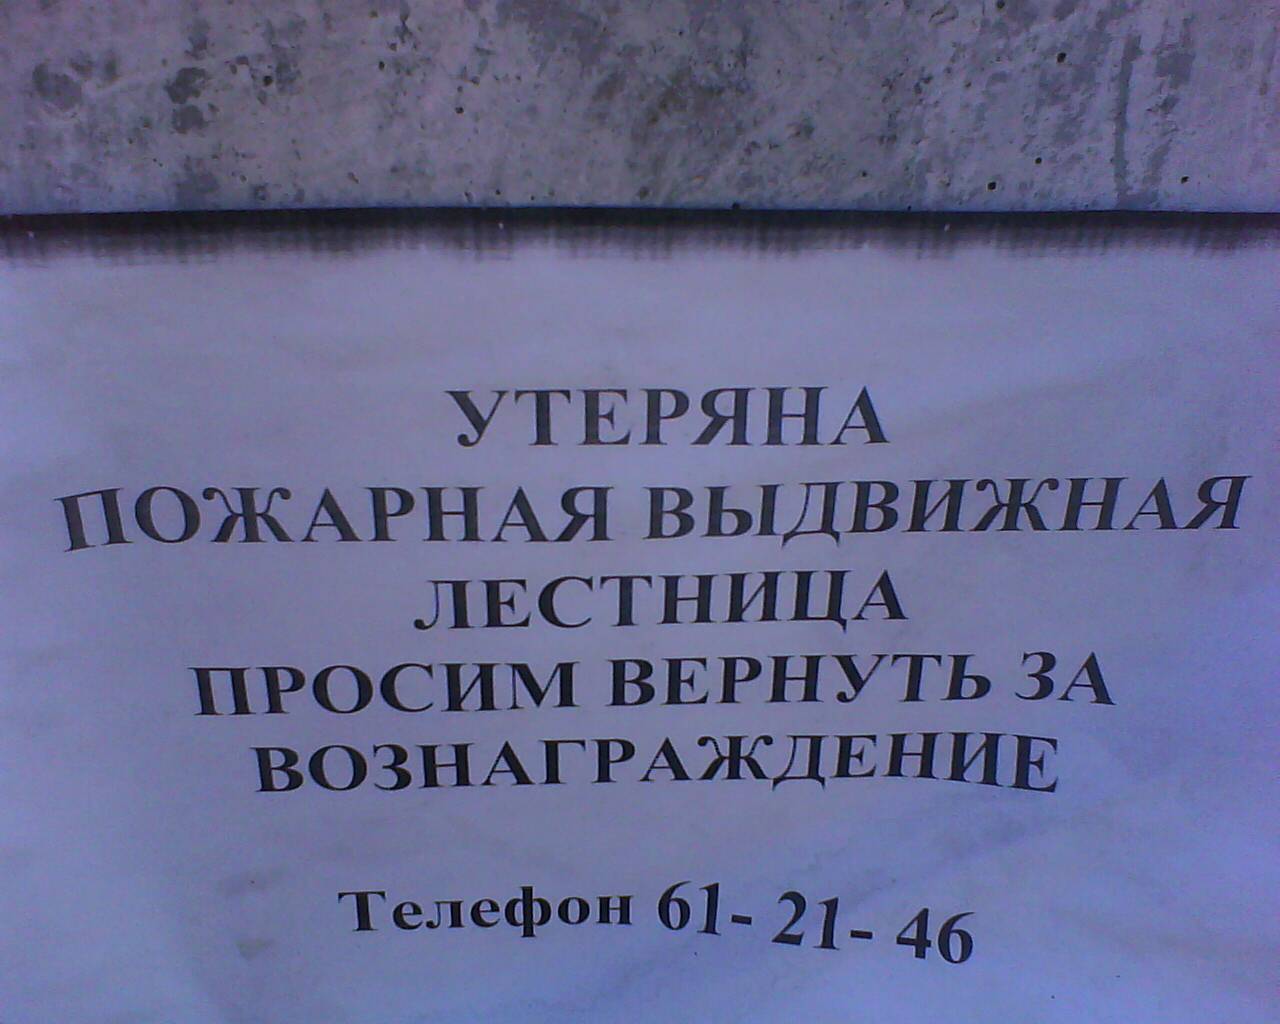 УТЕРЯНА
ПОЖАРНАЯ ВЫДВИЖНАЯ
ЛЕСТНИЦА
ПРОСИМ ВЕРНУТЬ ЗА
ВОЗНАГРАЖДЕНИЕ
Телефон 61- 21- 46